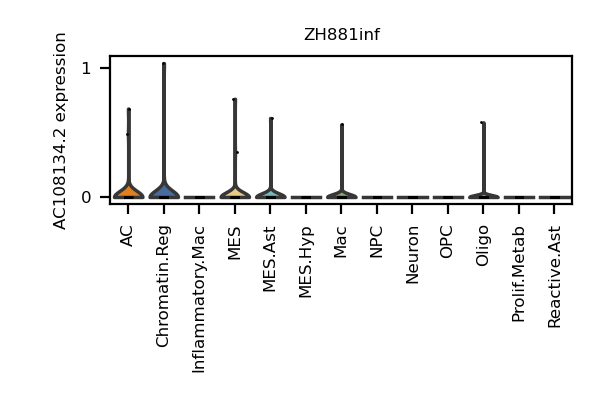 ZH881inf
AC108134.2 expression
1
0
AC
Chromatin.Reg
Inflammatory.Mac
MES
MES.Ast
MES.Hyp
Mac
NPC
Neuron
OPC
Oligo
Prolif.Metab
Reactive.Ast